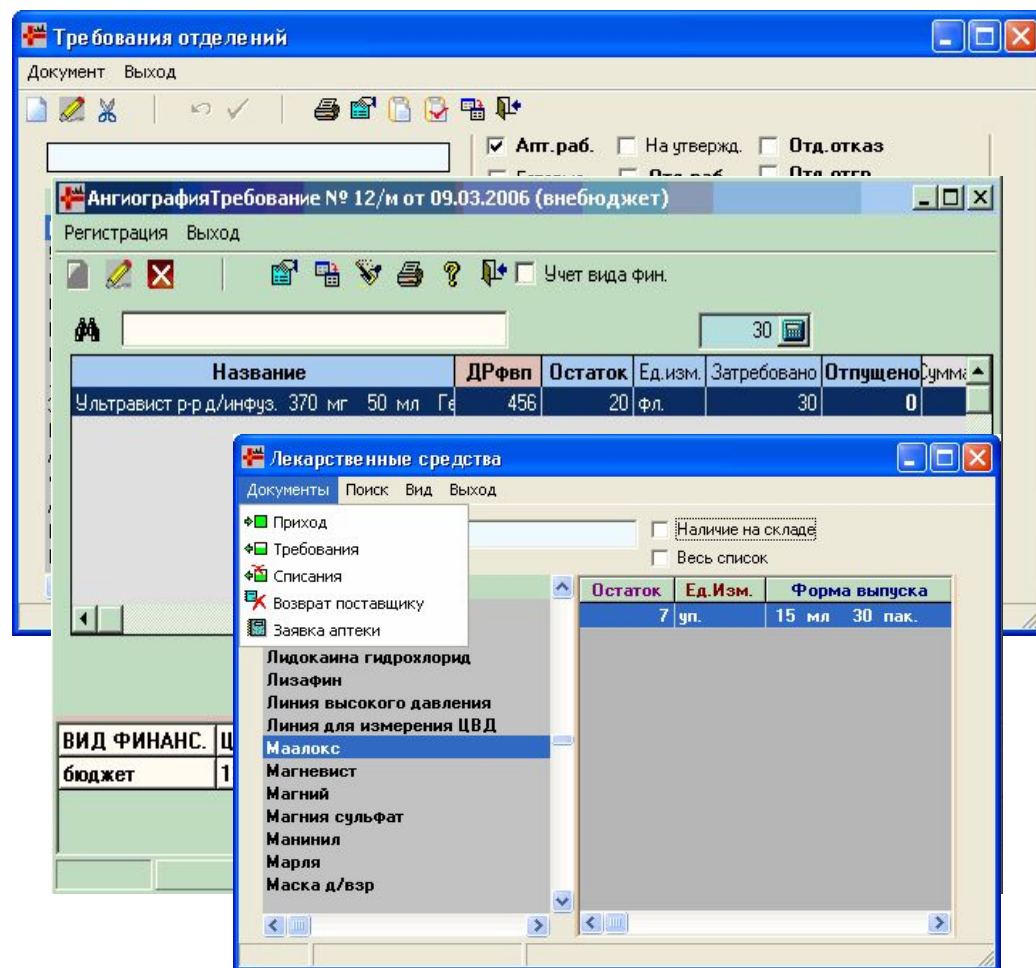 Требования отделений
Документ Выход
Апт.раб. На утвержд. Отд.отказ
АнгиографияТребование № 12/м от 09.03.2006 (внебюджет)
Регистрация Выход
Учет вида фин.
30
Название ДРфвп Остаток Ед.изм. Затребовано Отпущено
Ультравист р-р д/инфуз. 370 мг 50 мл 456 20 фл. 30 0
Лекарственные средства
Документы Поиск Вид Выход
Приход
Требования
Списания
Возврат поставщику
Заявка аптеки
Наличие на складе
Весь список
Остаток Ед.Изм. Форма выпуска
7 уп. 15 мл 30 пак.
Лидокаина гидрохлорид
Лизафин
Линия высокого давления
Линия для измерения ЦВД
Маалокс
Магневист
Магний
Магния сульфат
Манинил
Марля
Маска д/взр
ВИД ФИНАНС. Ц
бюджет 1